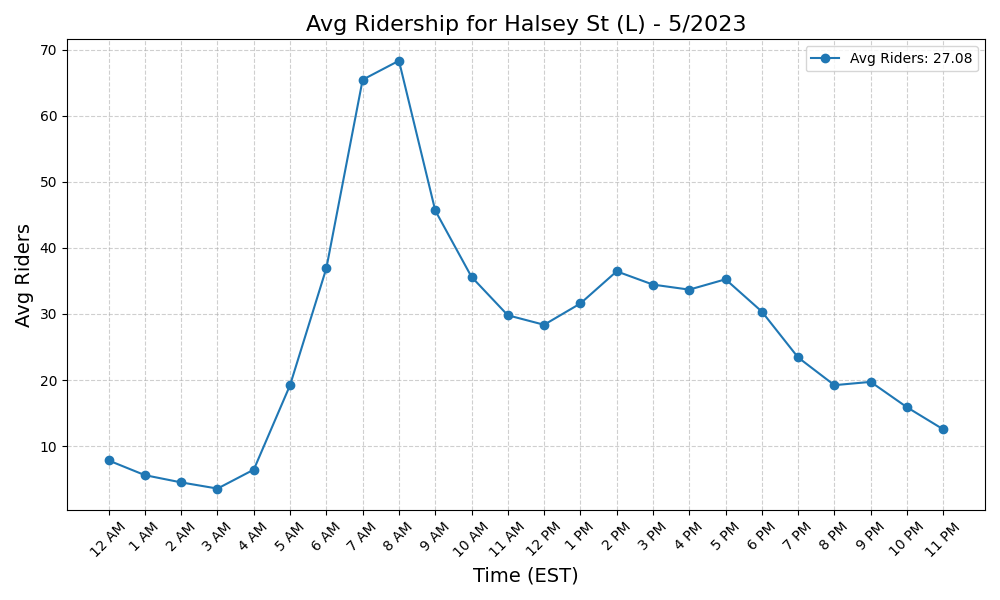 Avg Ridership for Halsey St (L) - 5/2023
Avg Riders: 27.08
70
60
50
40
30
20
10
Avg Riders
12 AM
1 AM
2 AM
3 AM
4 AM
5 AM
6 AM
7 AM
8 AM
9 AM
10 AM
11 AM
12 PM
1 PM
2 PM
3 PM
4 PM
5 PM
6 PM
7 PM
8 PM
9 PM
10 PM
11 PM
Time (EST)